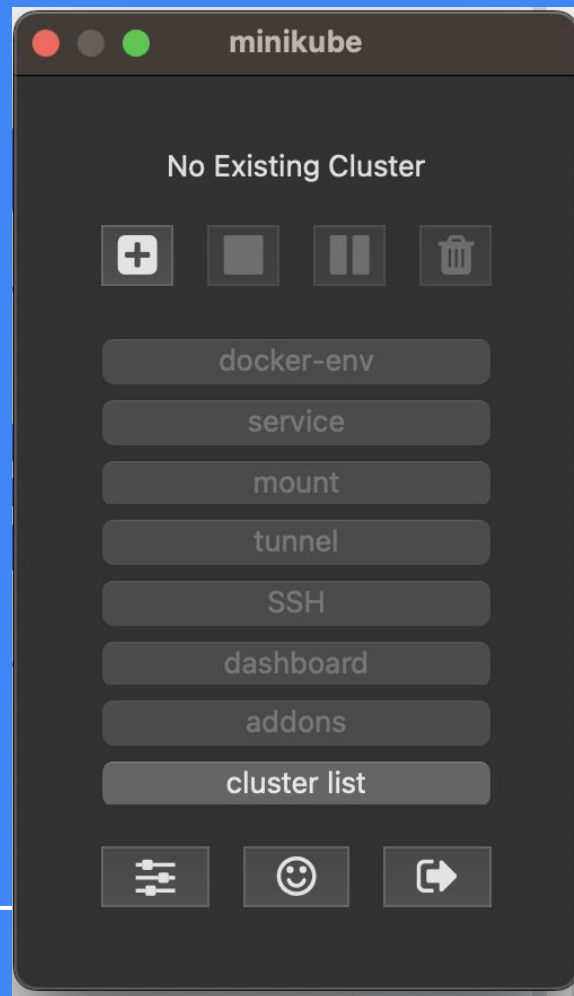 minikube
No Existing Cluster
docker-env
service
mount
tunnel
SSH
dashboard
addons
cluster list